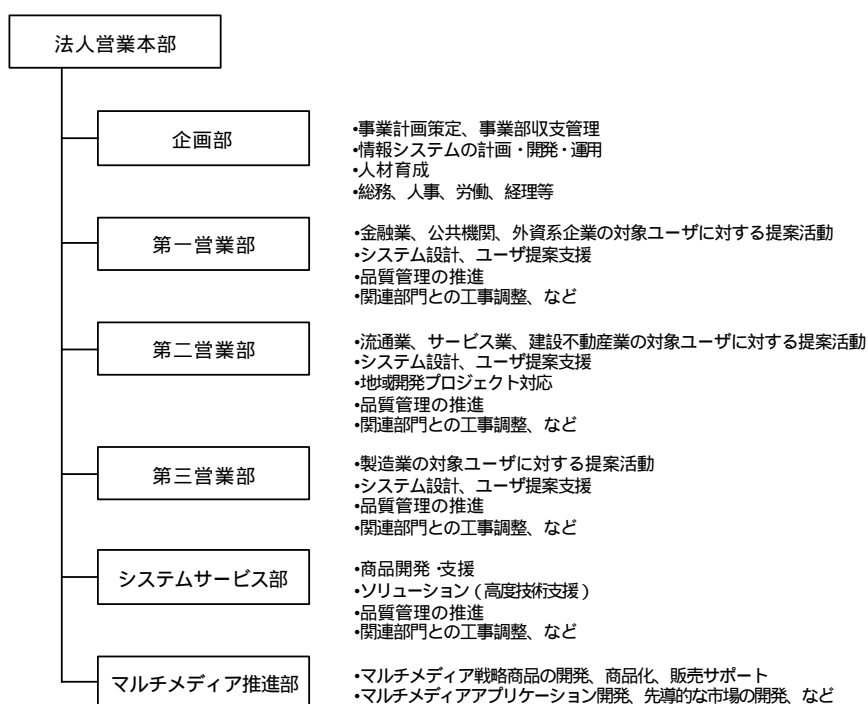 法人営業本部
企画部
•事業計画策定、事業部収支管理
•情報システムの計画・開発・運用
•人材育成
•総務、人事、労働、経理等
第一営業部
•金融業、公共機関、外資系企業の対象ユーザに対する提案活動
•システム設計、ユーザ提案支援
•品質管理の推進
•関連部門との工事調整、など
第二営業部
•流通業、サービス業、建設不動産業の対象ユーザに対する提案活動
•システム設計、ユーザ提案支援
•地域開発プロジェクト対応
•品質管理の推進
•関連部門との工事調整、など
第三営業部
•製造業の対象ユーザに対する提案活動
•システム設計、ユーザ提案支援
•品質管理の推進
•関連部門との工事調整、など
システムサービス部
•商品開発・支援
•ソリューション(高度技術支援)
•品質管理の推進
•関連部門との工事調整、など
マルチメディア推進部
•マルチメディア戦略商品の開発、商品化、販売サポート
•マルチメディアアプリケーション開発、先導的な市場の開発、など